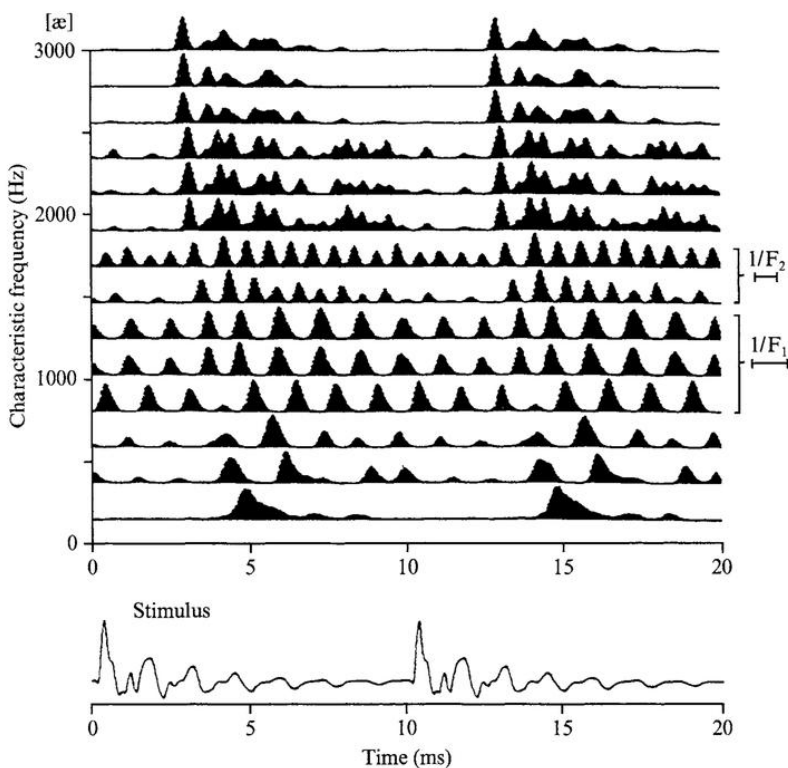 [æ]
3000
2000
1000
0
Characteristic frequency (Hz)
1/F₂
1/F₁
0 5 10 15 20
Stimulus
0 5 10 15 20
Time (ms)